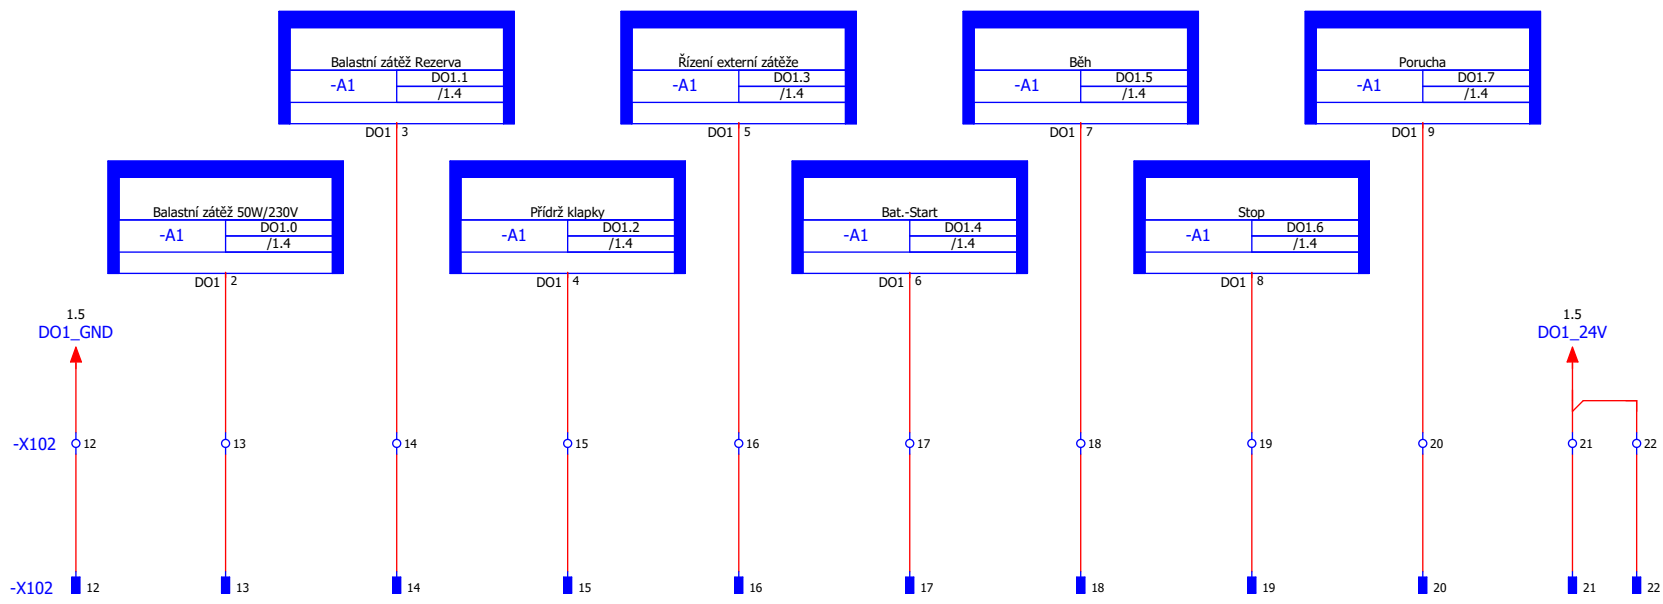 Balastní zátěž Rezerva
-A1
DO1.1
/1.4
DO1 3
Řízení externí zátěže
-A1
DO1.3
/1.4
DO1 5
Běh
-A1
DO1.5
/1.4
DO1 7
Porucha
-A1
DO1.7
/1.4
DO1 9
Balastní zátěž 50W/230V
-A1
DO1.0
/1.4
DO1 2
Přídrž klapky
-A1
DO1.2
/1.4
DO1 4
Bat.-Start
-A1
DO1.4
/1.4
DO1 6
Stop
-A1
DO1.6
/1.4
DO1 8
1.5
DO1_GND
1.5
DO1_24V
-X102 12 13 14 15 16 17 18 19 20 21 22
-X102 12 13 14 15 16 17 18 19 20 21 22